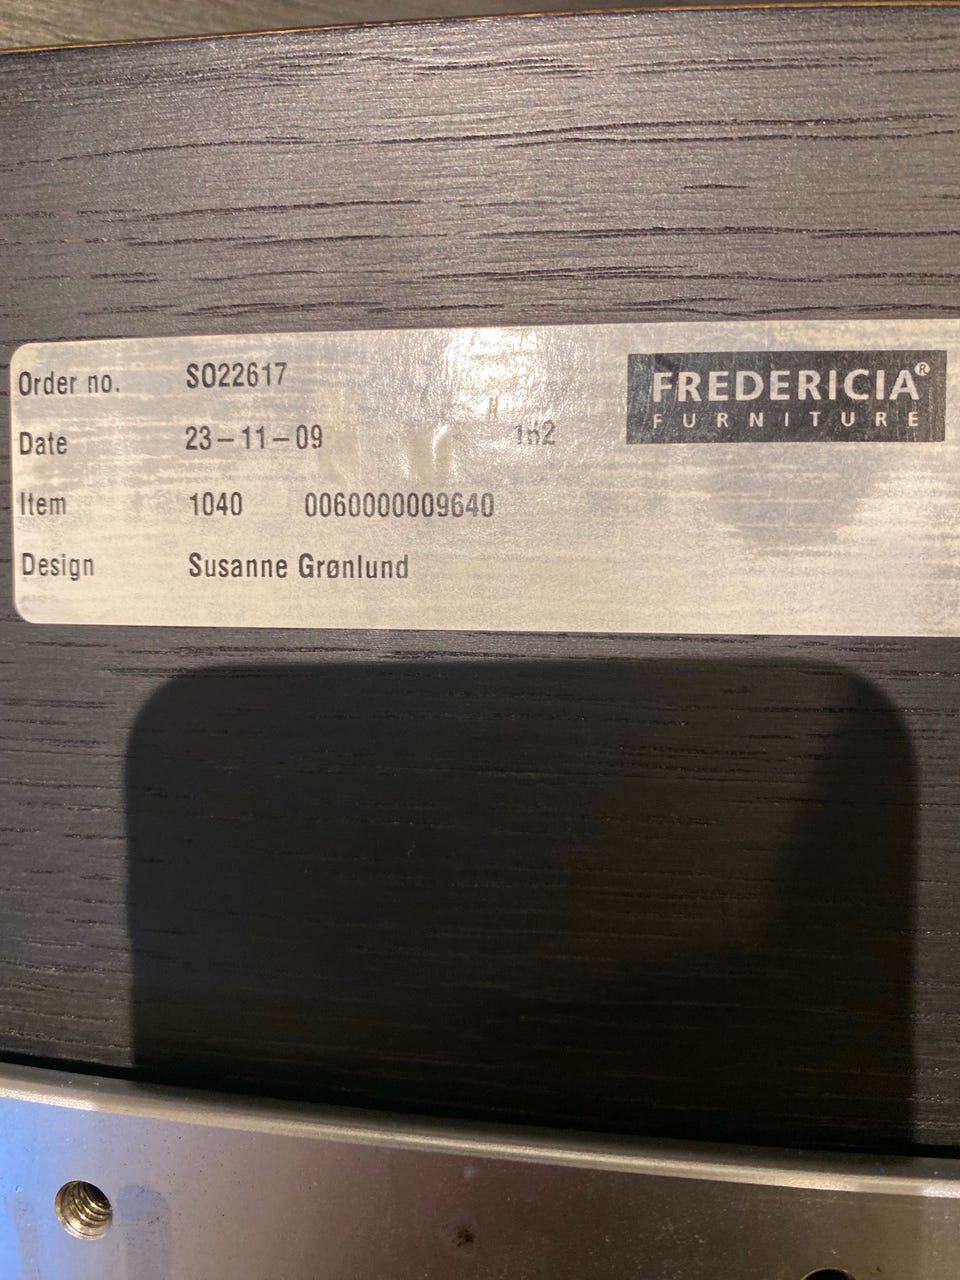 Order no. SO22617
FREDERICIA®
FURNITURE
Date 23-11-09
Item 1040 0060000009640
Design Susanne Grønlund